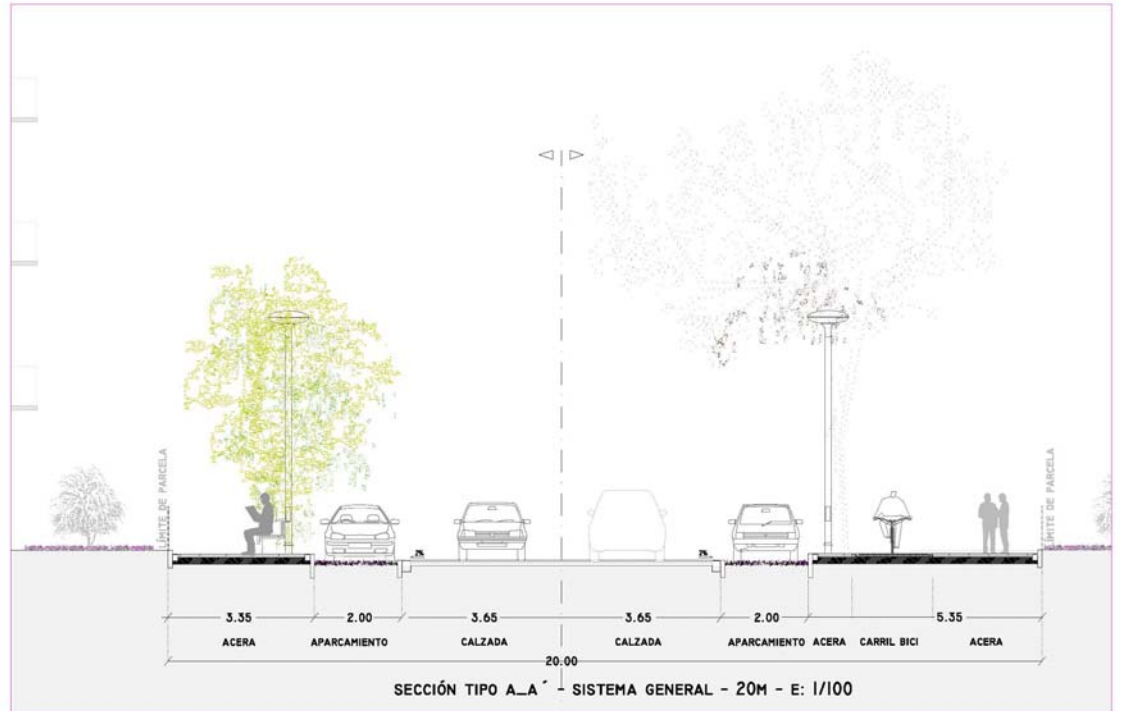 LÍMITE DE PARCELA
LÍMITE DE PARCELA
2% 2%
3.35 2.00 3.65 3.65 2.00 5.35
ACERA APARCAMIENTO CALZADA CALZADA APARCAMIENTO ACERA CARRIL BICI ACERA
20.00
SECCIÓN TIPO A_A´ - SISTEMA GENERAL - 20M - E: 1/100